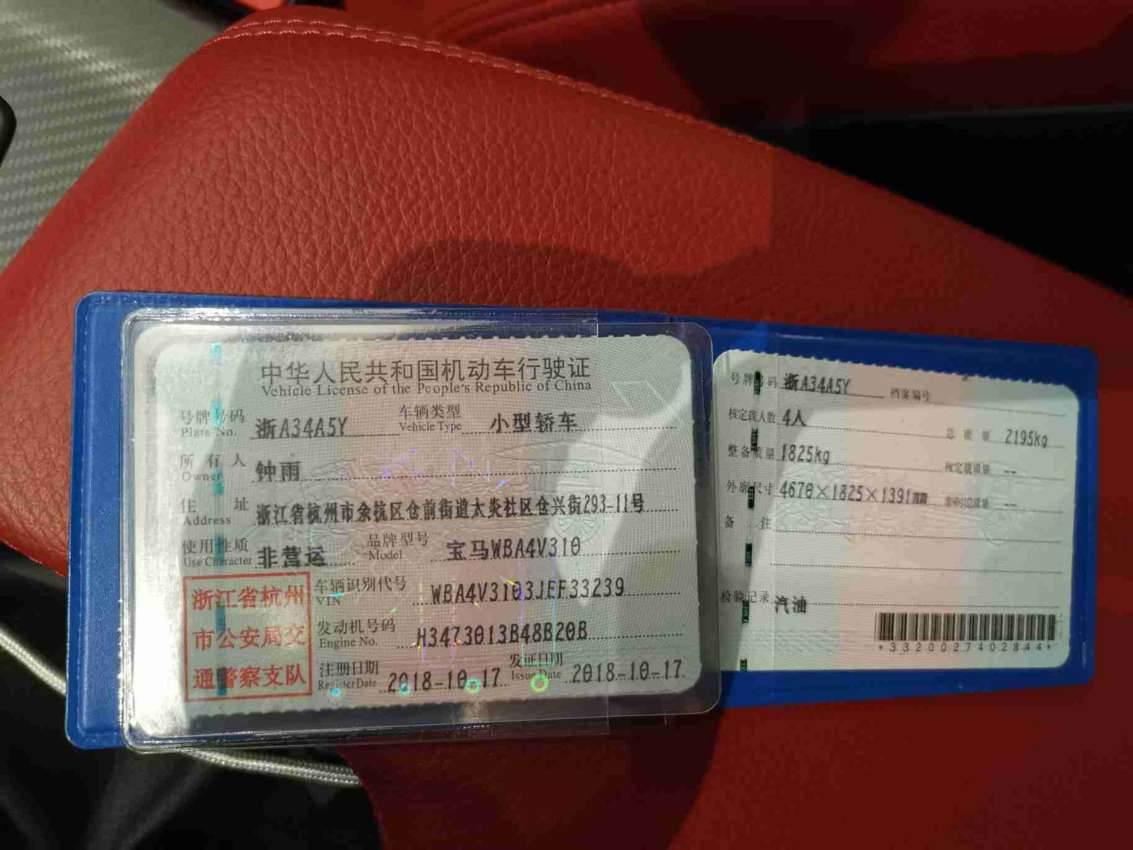 中华人民共和国机动车行驶证
Vehicle License of the People's Republic of China
号牌号码 浙A34A5Y 车辆类型 小型轿车
Plate No. Vehicle Type
所有人 钟雨
Owner
住址 浙江省杭州市余杭区仓前街道太炎社区仓兴街293-11号
Address
使用性质 非营运 品牌型号 宝马WBA4V310
Use Character Model
浙江省杭州
市公安局交
通警察支队
车辆识别代号 WBA4V3103JEF33239
VIN
发动机号码 H3473013B48B20B
Engine No.
注册日期 2018-10-17 发证日期 2018-10-17
Register Date Issue Date
号牌号码 浙A34A5Y 档案编号
核定载人数 4人 总质量 2195kg
整备质量 1825kg 核定载质量 --
外廓尺寸 4670×1825×1391 --
备注
检验记录 汽油
*3320027402844*